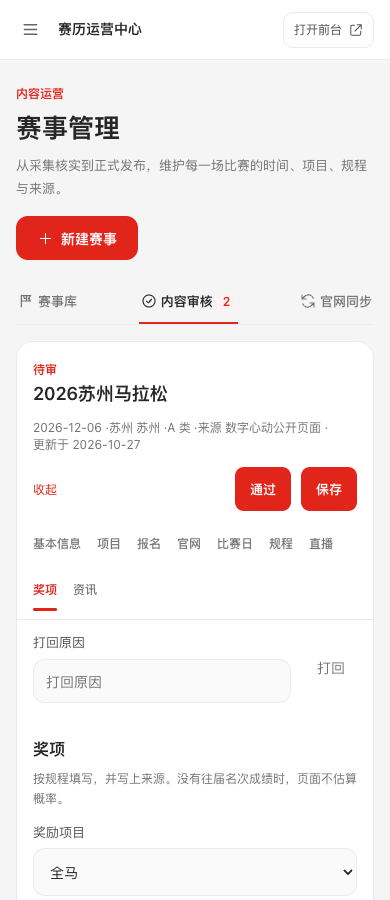 赛历运营中心
打开前台
内容运营
赛事管理
从采集核实到正式发布，维护每一场比赛的时间、项目、规程
与来源。
新建赛事
赛事库
内容审核 2
官网同步
待审
2026苏州马拉松
2026-12-06 ·苏州 苏州 ·A 类 ·来源 数字心动公开页面 ·
更新于 2026-10-27
收起
通过
保存
基本信息 项目 报名 官网 比赛日 规程 直播
奖项 资讯
打回原因
打回原因
打回
奖项
按规程填写，并写上来源。没有往届名次成绩时，页面不估算
概率。
奖励项目
全马